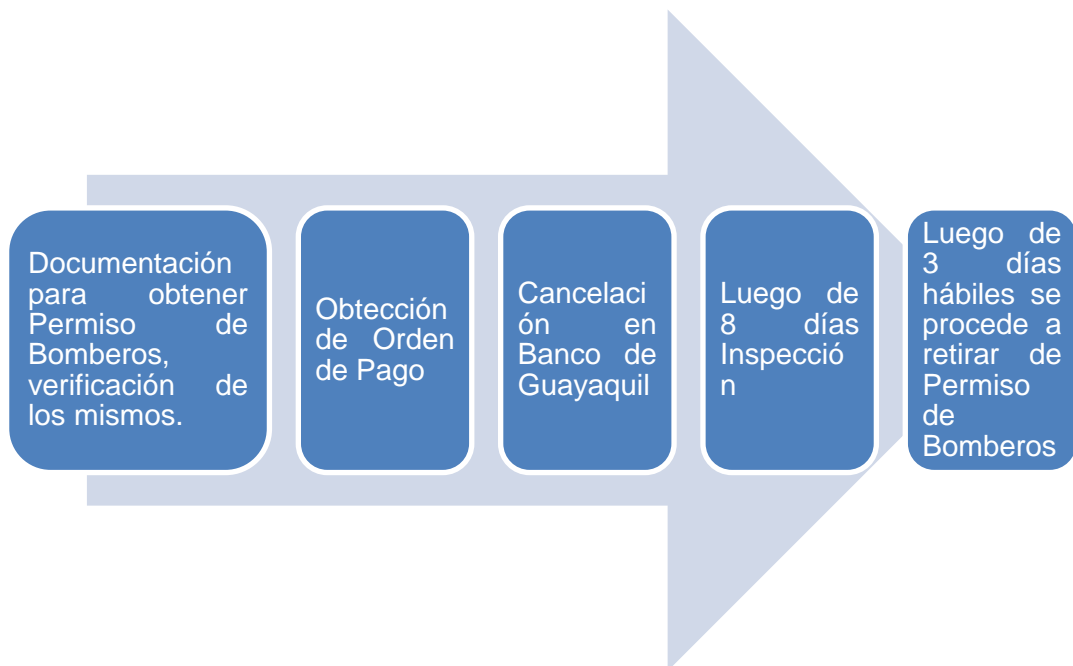 Documentación
para obtener
Permiso de
Bomberos,
verificación de
los mismos.
Obtección
de Orden
de Pago
Cancelaci
ón en
Banco de
Guayaquil
Luego de
8 días
Inspecció
n
Luego de
3 días
hábiles se
procede a
retirar de
Permiso
de
Bomberos